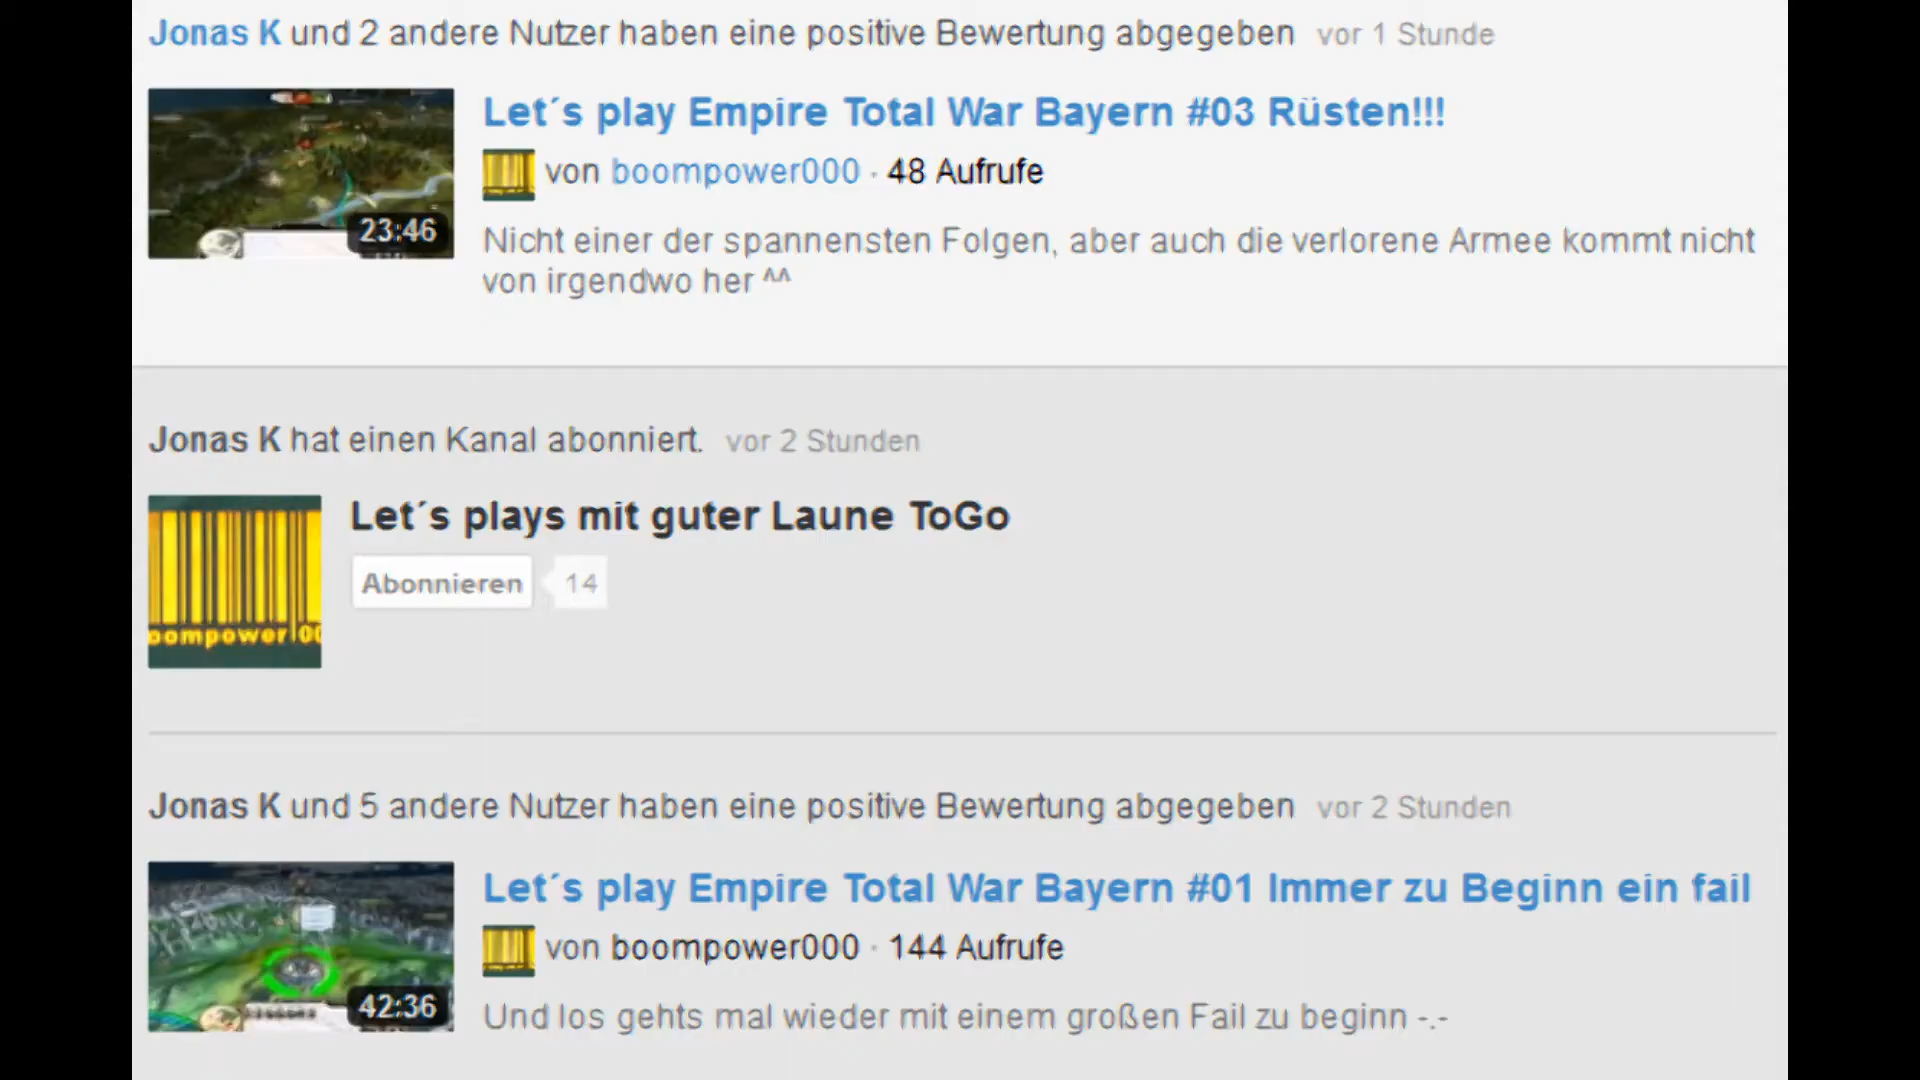 Jonas K und 2 andere Nutzer haben eine positive Bewertung abgegeben vor 1 Stunde
Let´s play Empire Total War Bayern #03 Rüsten!!!
von boompower000 · 48 Aufrufe
23:46
Nicht einer der spannensten Folgen, aber auch die verlorene Armee kommt nicht
von irgendwo her ^^
Jonas K hat einen Kanal abonniert. vor 2 Stunden
Let´s plays mit guter Laune ToGo
Abonnieren 14
oompower 00
Jonas K und 5 andere Nutzer haben eine positive Bewertung abgegeben vor 2 Stunden
Let´s play Empire Total War Bayern #01 Immer zu Beginn ein fail
von boompower000 · 144 Aufrufe
42:36
Und los gehts mal wieder mit einem großen Fail zu beginn -.-